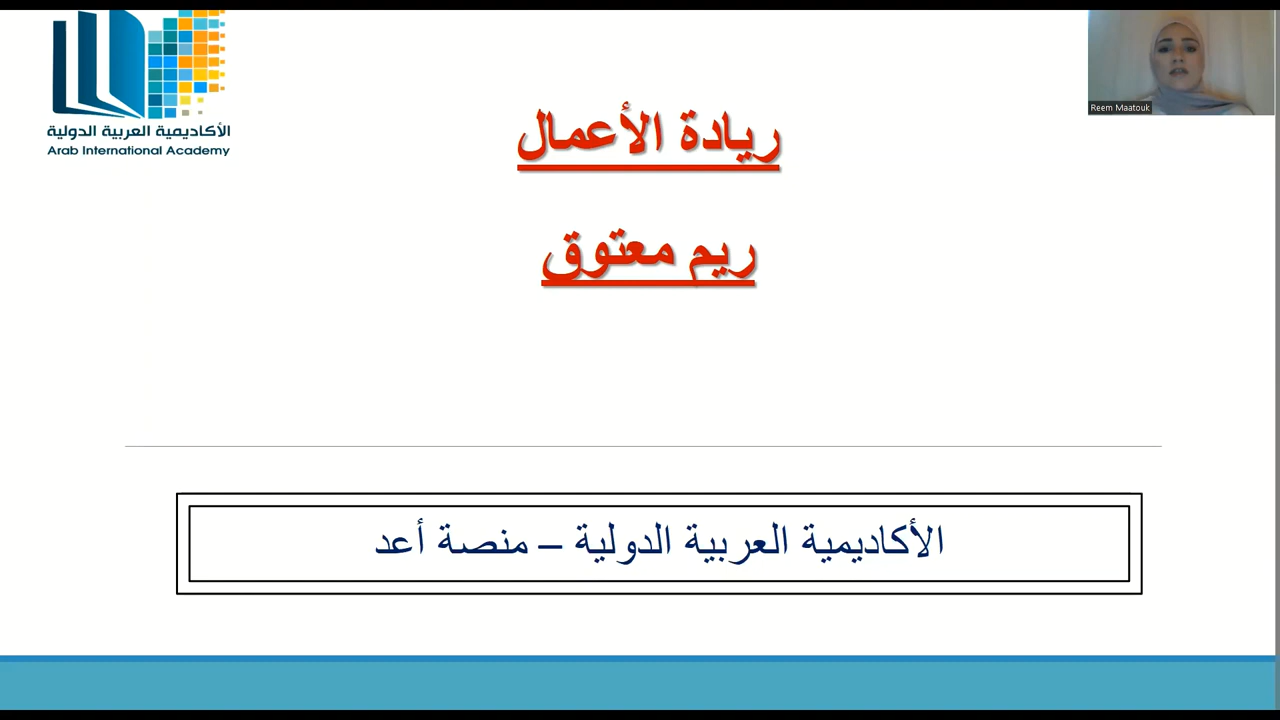 الأكاديمية العربية الدولية
Arab International Academy
Reem Maatouk
ريادة الأعمال
ريم معتوق
الأكاديمية العربية الدولية – منصة أعد